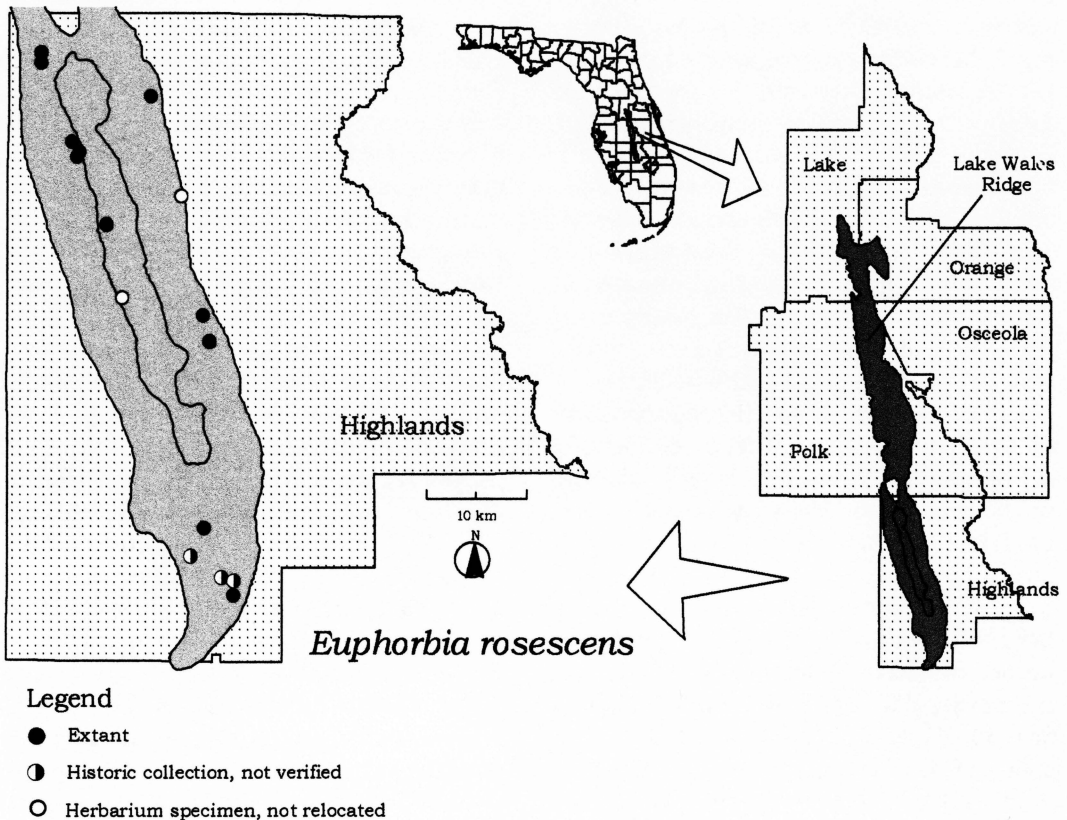 Lake
Lake Wales
Ridge
Orange
Osceola
Polk
Highlands
Highlands
10 km
N
Euphorbia rosescens
Legend
Extant
Historic collection, not verified
Herbarium specimen, not relocated